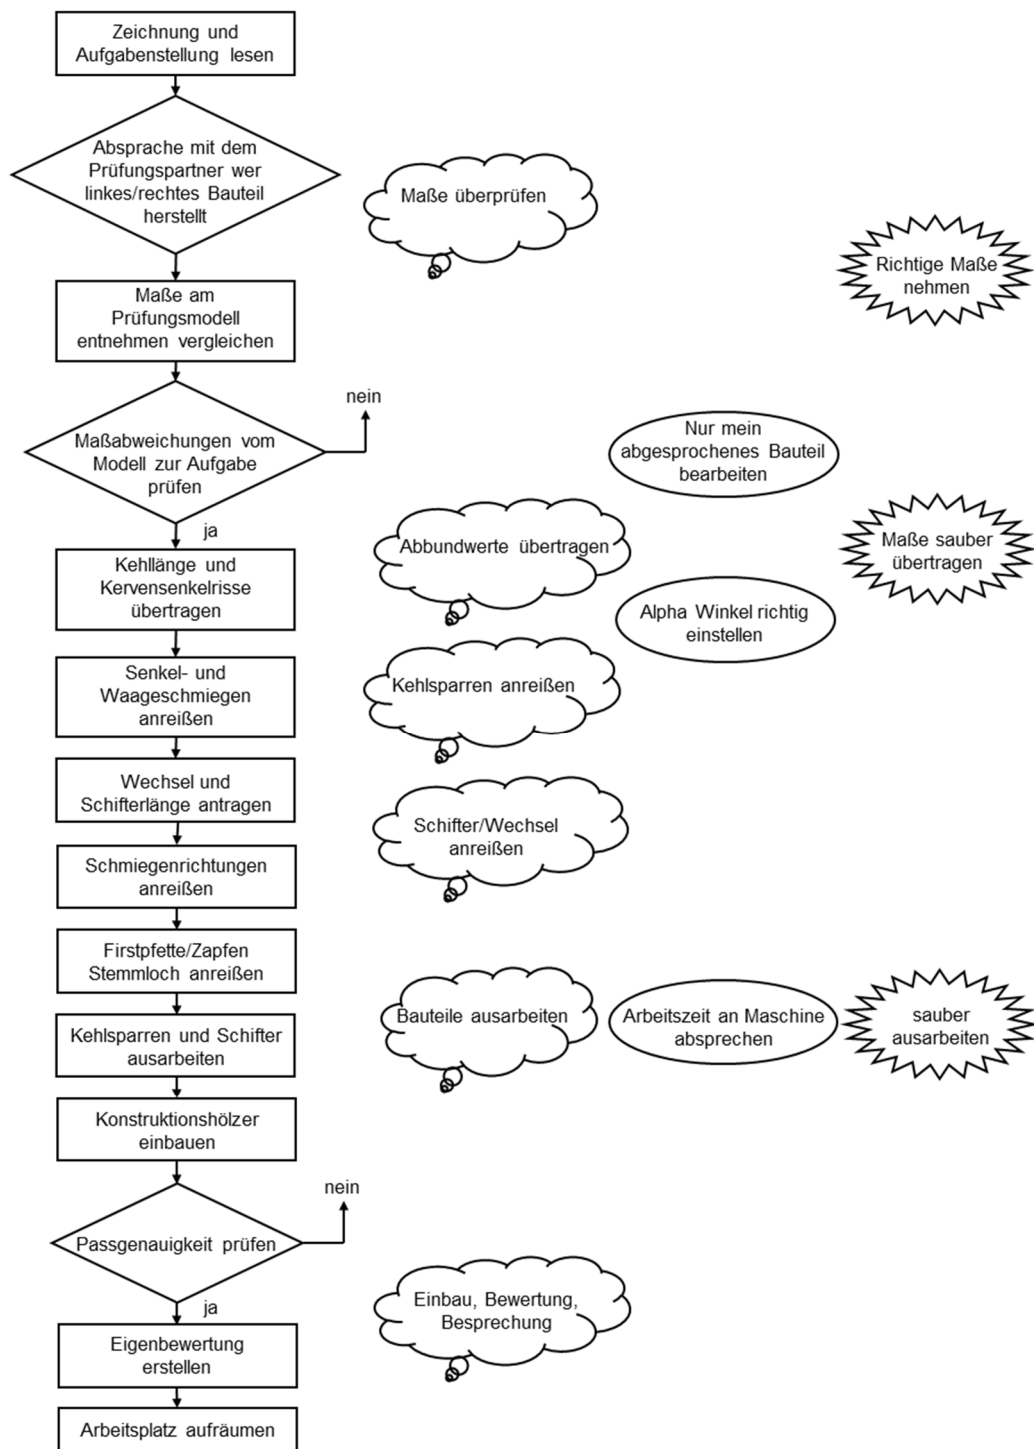 Zeichnung und
Aufgabenstellung lesen
Absprache mit dem
Prüfungspartner wer
linkes/rechtes Bauteil
herstellt
Maße überprüfen
Richtige Maße
nehmen
Maße am
Prüfungsmodell
entnehmen vergleichen
nein
Maßabweichungen vom
Modell zur Aufgabe
prüfen
Nur mein
abgesprochenes Bauteil
bearbeiten
ja
Abbundwerte übertragen
Maße sauber
übertragen
Kehllänge und
Kervensenkelrisse
übertragen
Alpha Winkel richtig
einstellen
Senkel- und
Waageschmiegen
anreißen
Kehlsparren anreißen
Wechsel und
Schifterlänge antragen
Schifter/Wechsel
anreißen
Schmiegenrichtungen
anreißen
Firstpfette/Zapfen
Stemmloch anreißen
Bauteile ausarbeiten
Arbeitszeit an Maschine
absprechen
sauber
ausarbeiten
Kehlsparren und Schifter
ausarbeiten
Konstruktionshölzer
einbauen
nein
Passgenauigkeit prüfen
ja
Einbau, Bewertung,
Besprechung
Eigenbewertung
erstellen
Arbeitsplatz aufräumen